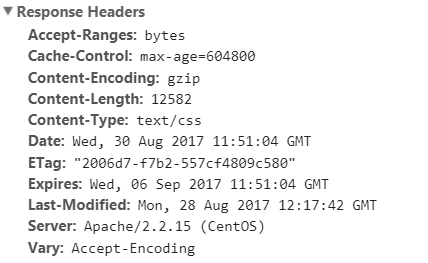 Response Headers
Accept-Ranges: bytes
Cache-Control: max-age=604800
Content-Encoding: gzip
Content-Length: 12582
Content-Type: text/css
Date: Wed, 30 Aug 2017 11:51:04 GMT
ETag: "2006d7-f7b2-557cf4809c580"
Expires: Wed, 06 Sep 2017 11:51:04 GMT
Last-Modified: Mon, 28 Aug 2017 12:17:42 GMT
Server: Apache/2.2.15 (CentOS)
Vary: Accept-Encoding